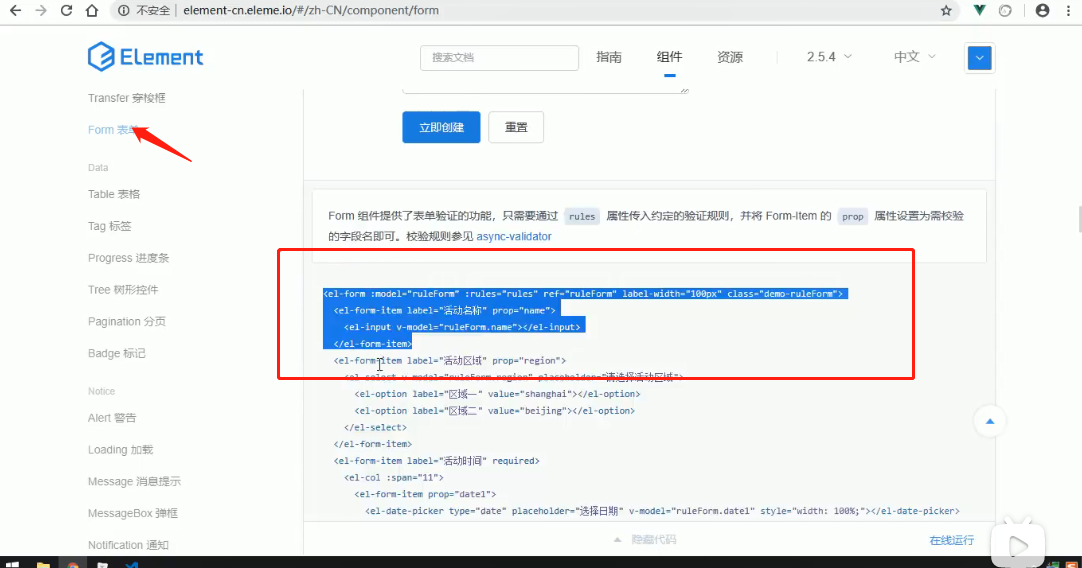 不安全
element-cn.eleme.io/#/zh-CN/component/form
Element
搜索文档
指南
组件
资源
2.5.4
中文
Transfer 穿梭框
Form 表单
Data
Table 表格
Tag 标签
Progress 进度条
Tree 树形控件
Pagination 分页
Badge 标记
Notice
Alert 警告
Loading 加载
Message 消息提示
MessageBox 弹框
Notification 通知
立即创建
重置
Form 组件提供了表单验证的功能，只需要通过 rules 属性传入约定的验证规则，并将 Form-Item 的 prop 属性设置为需校验
的字段名即可。校验规则参见 async-validator
<el-form :model="ruleForm" :rules="rules" ref="ruleForm" label-width="100px" class="demo-ruleForm">
<el-form-item label="活动名称" prop="name">
<el-input v-model="ruleForm.name"></el-input>
</el-form-item>
<el-form-item label="活动区域" prop="region">
<el-select v-model="ruleForm.region" placeholder="请选择活动区域">
<el-option label="区域一" value="shanghai"></el-option>
<el-option label="区域二" value="beijing"></el-option>
</el-select>
</el-form-item>
<el-form-item label="活动时间" required>
<el-col :span="11">
<el-form-item prop="date1">
<el-date-picker type="date" placeholder="选择日期" v-model="ruleForm.date1" style="width: 100%;"></el-date-picker>
隐藏代码
在线运行